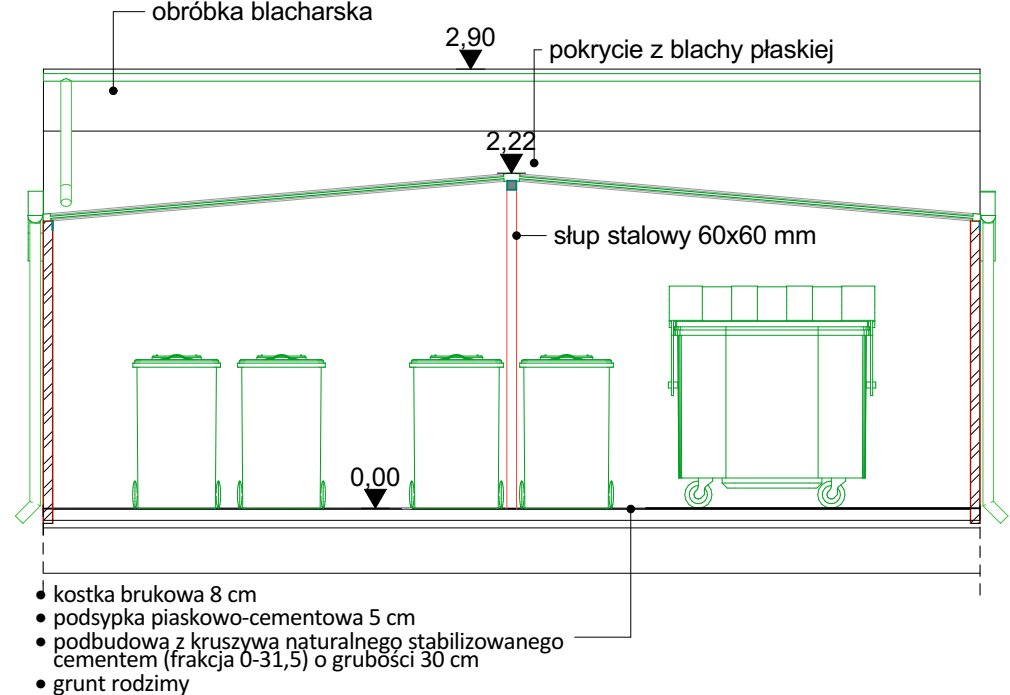 obróbka blacharska
2,90
pokrycie z blachy płaskiej
2,22
słup stalowy 60x60 mm
0,00
• kostka brukowa 8 cm
• podsypka piaskowo-cementowa 5 cm
• podbudowa z kruszywa naturalnego stabilizowanego
cementem (frakcja 0-31,5) o grubości 30 cm
• grunt rodzimy